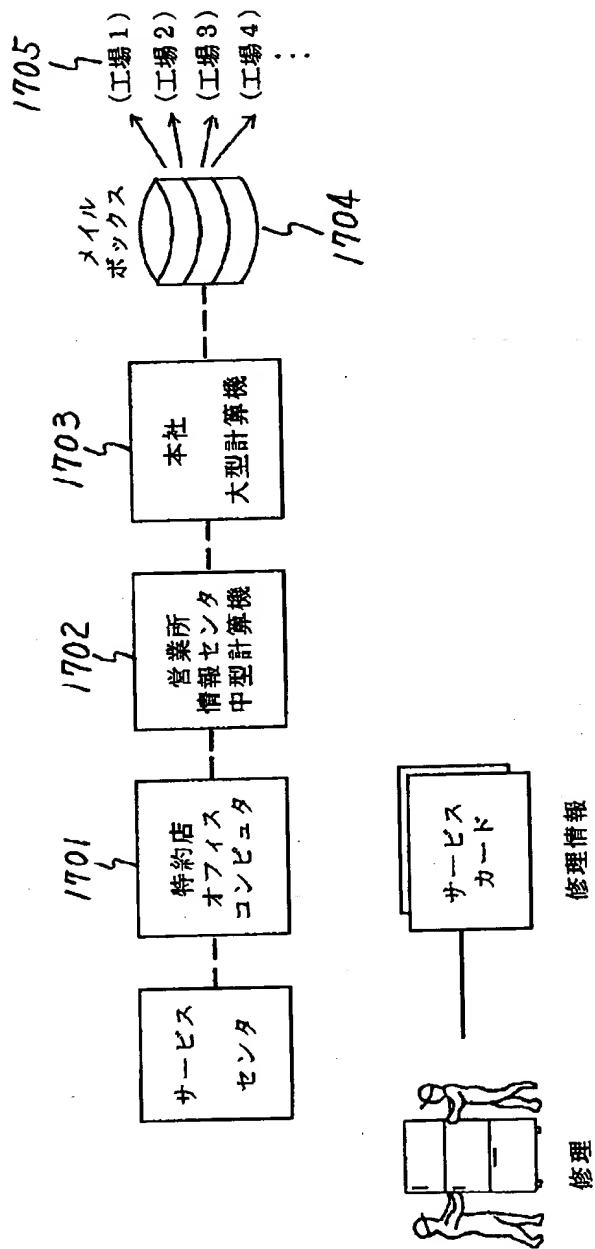 サービス
センタ
1701
特約店
オフィス
コンピュタ
1702
営業所
情報センタ
中型計算機
1703
本社
大型計算機
メイル
ボックス
1704
1705
(工場1)
(工場2)
(工場3)
(工場4)
修理
サービス
カード
修理情報